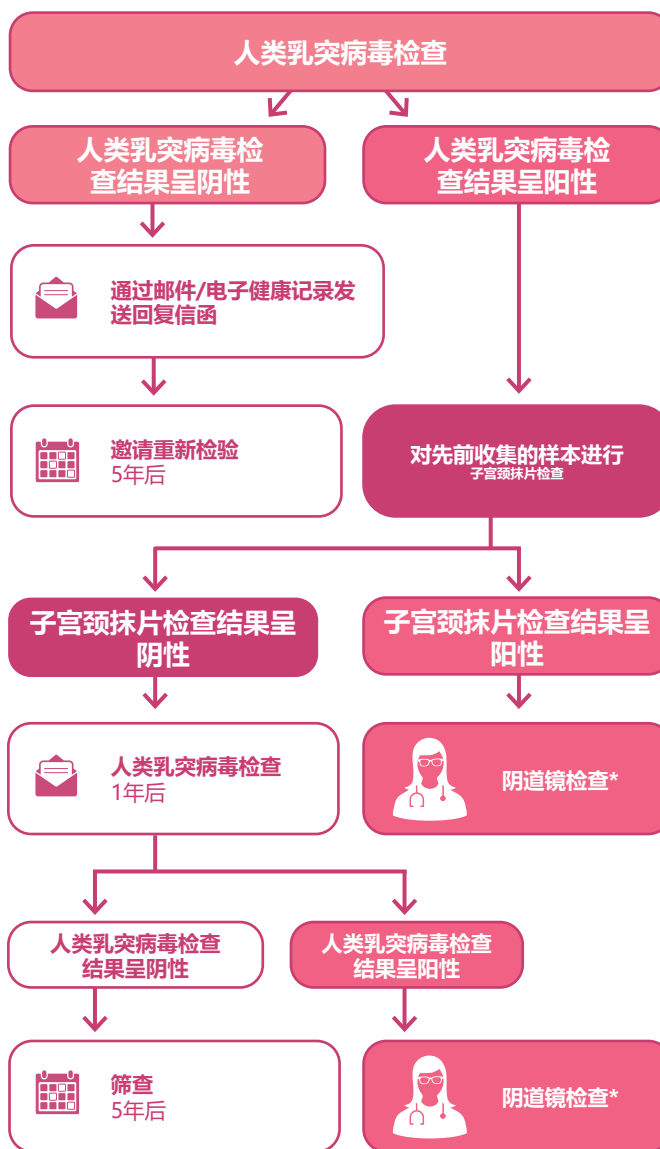 人类乳突病毒检查
人类乳突病毒检
查结果呈阴性
人类乳突病毒检
查结果呈阳性
通过邮件/电子健康记录发
送回复信函
邀请重新检验
5年后
对先前收集的样本进行
子宫颈抹片检查
子宫颈抹片检查结果呈
阴性
子宫颈抹片检查结果呈
阳性
人类乳突病毒检查
1年后
阴道镜检查*
人类乳突病毒检查
结果呈阴性
人类乳突病毒检查
结果呈阳性
筛查
5年后
阴道镜检查*